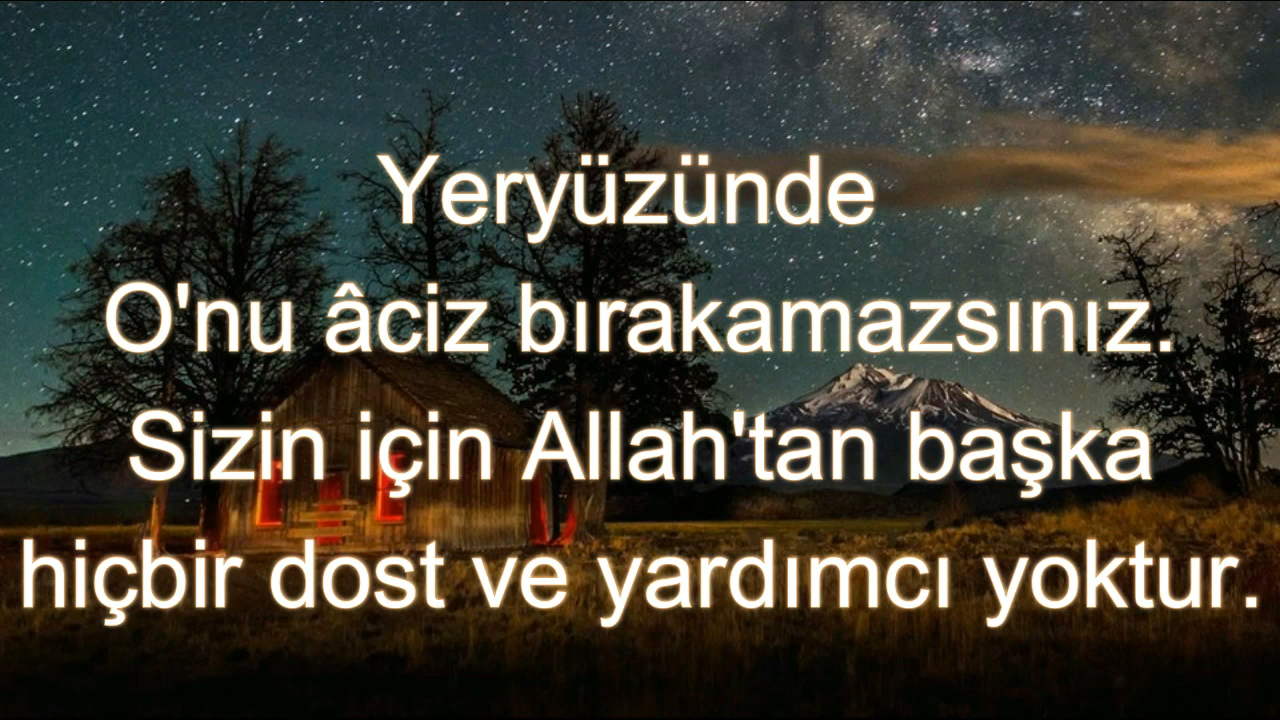 Yeryüzünde
O'nu âciz bırakamazsınız.
Sizin için Allah'tan başka
hiçbir dost ve yardımcı yoktur.